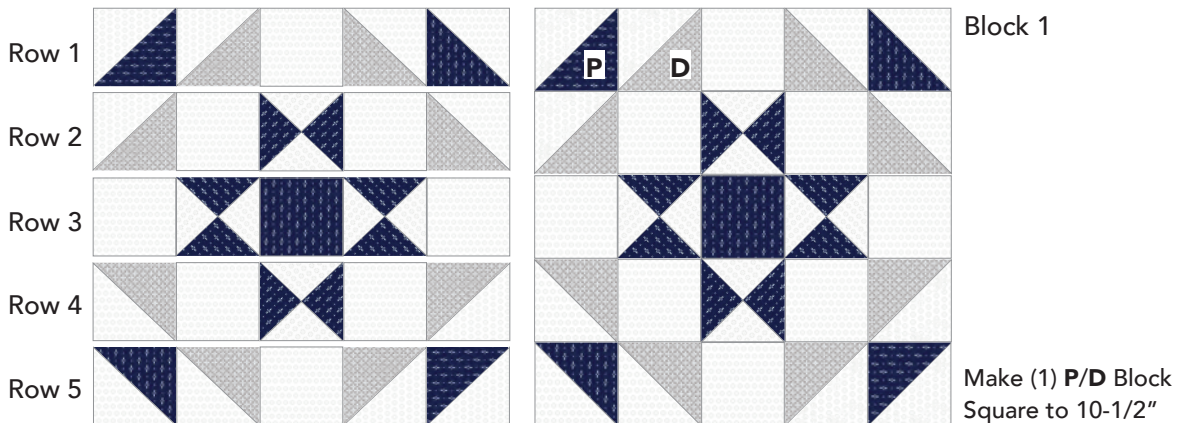 Row 1
Row 2
Row 3
Row 4
Row 5
P
D
Block 1
Make (1) P/D Block
Square to 10-1/2”